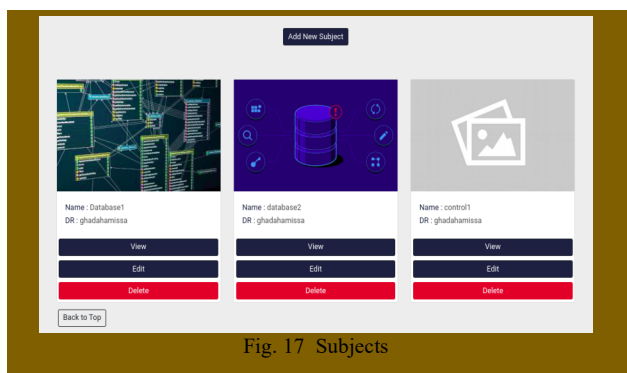 Add New Subject
Name : Database1
DR : ghadahamissa
View
Edit
Delete
Name : database2
DR : ghadahamissa
View
Edit
Delete
Name : control1
DR : ghadahamissa
View
Edit
Delete
Back to Top
Fig. 17 Subjects